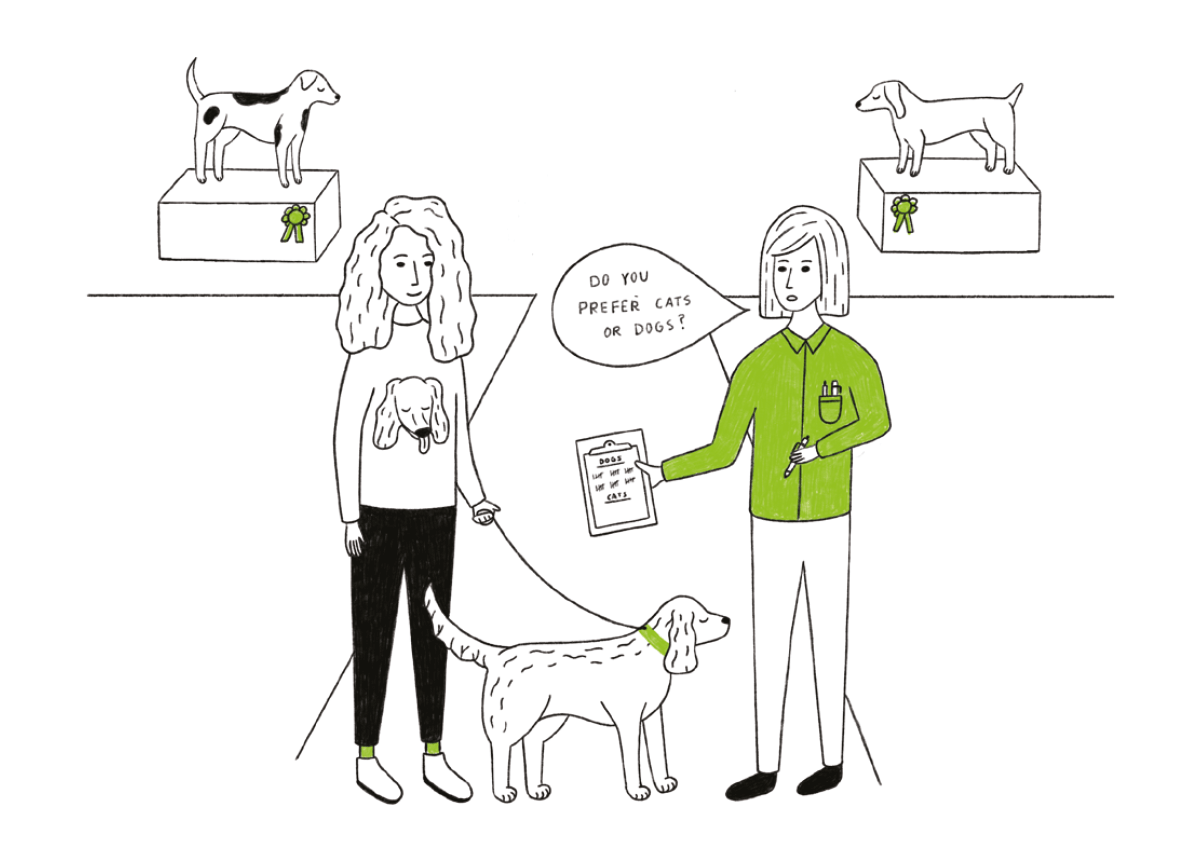 DO YOU
PREFER CATS
OR DOGS?
DOGS
CATS